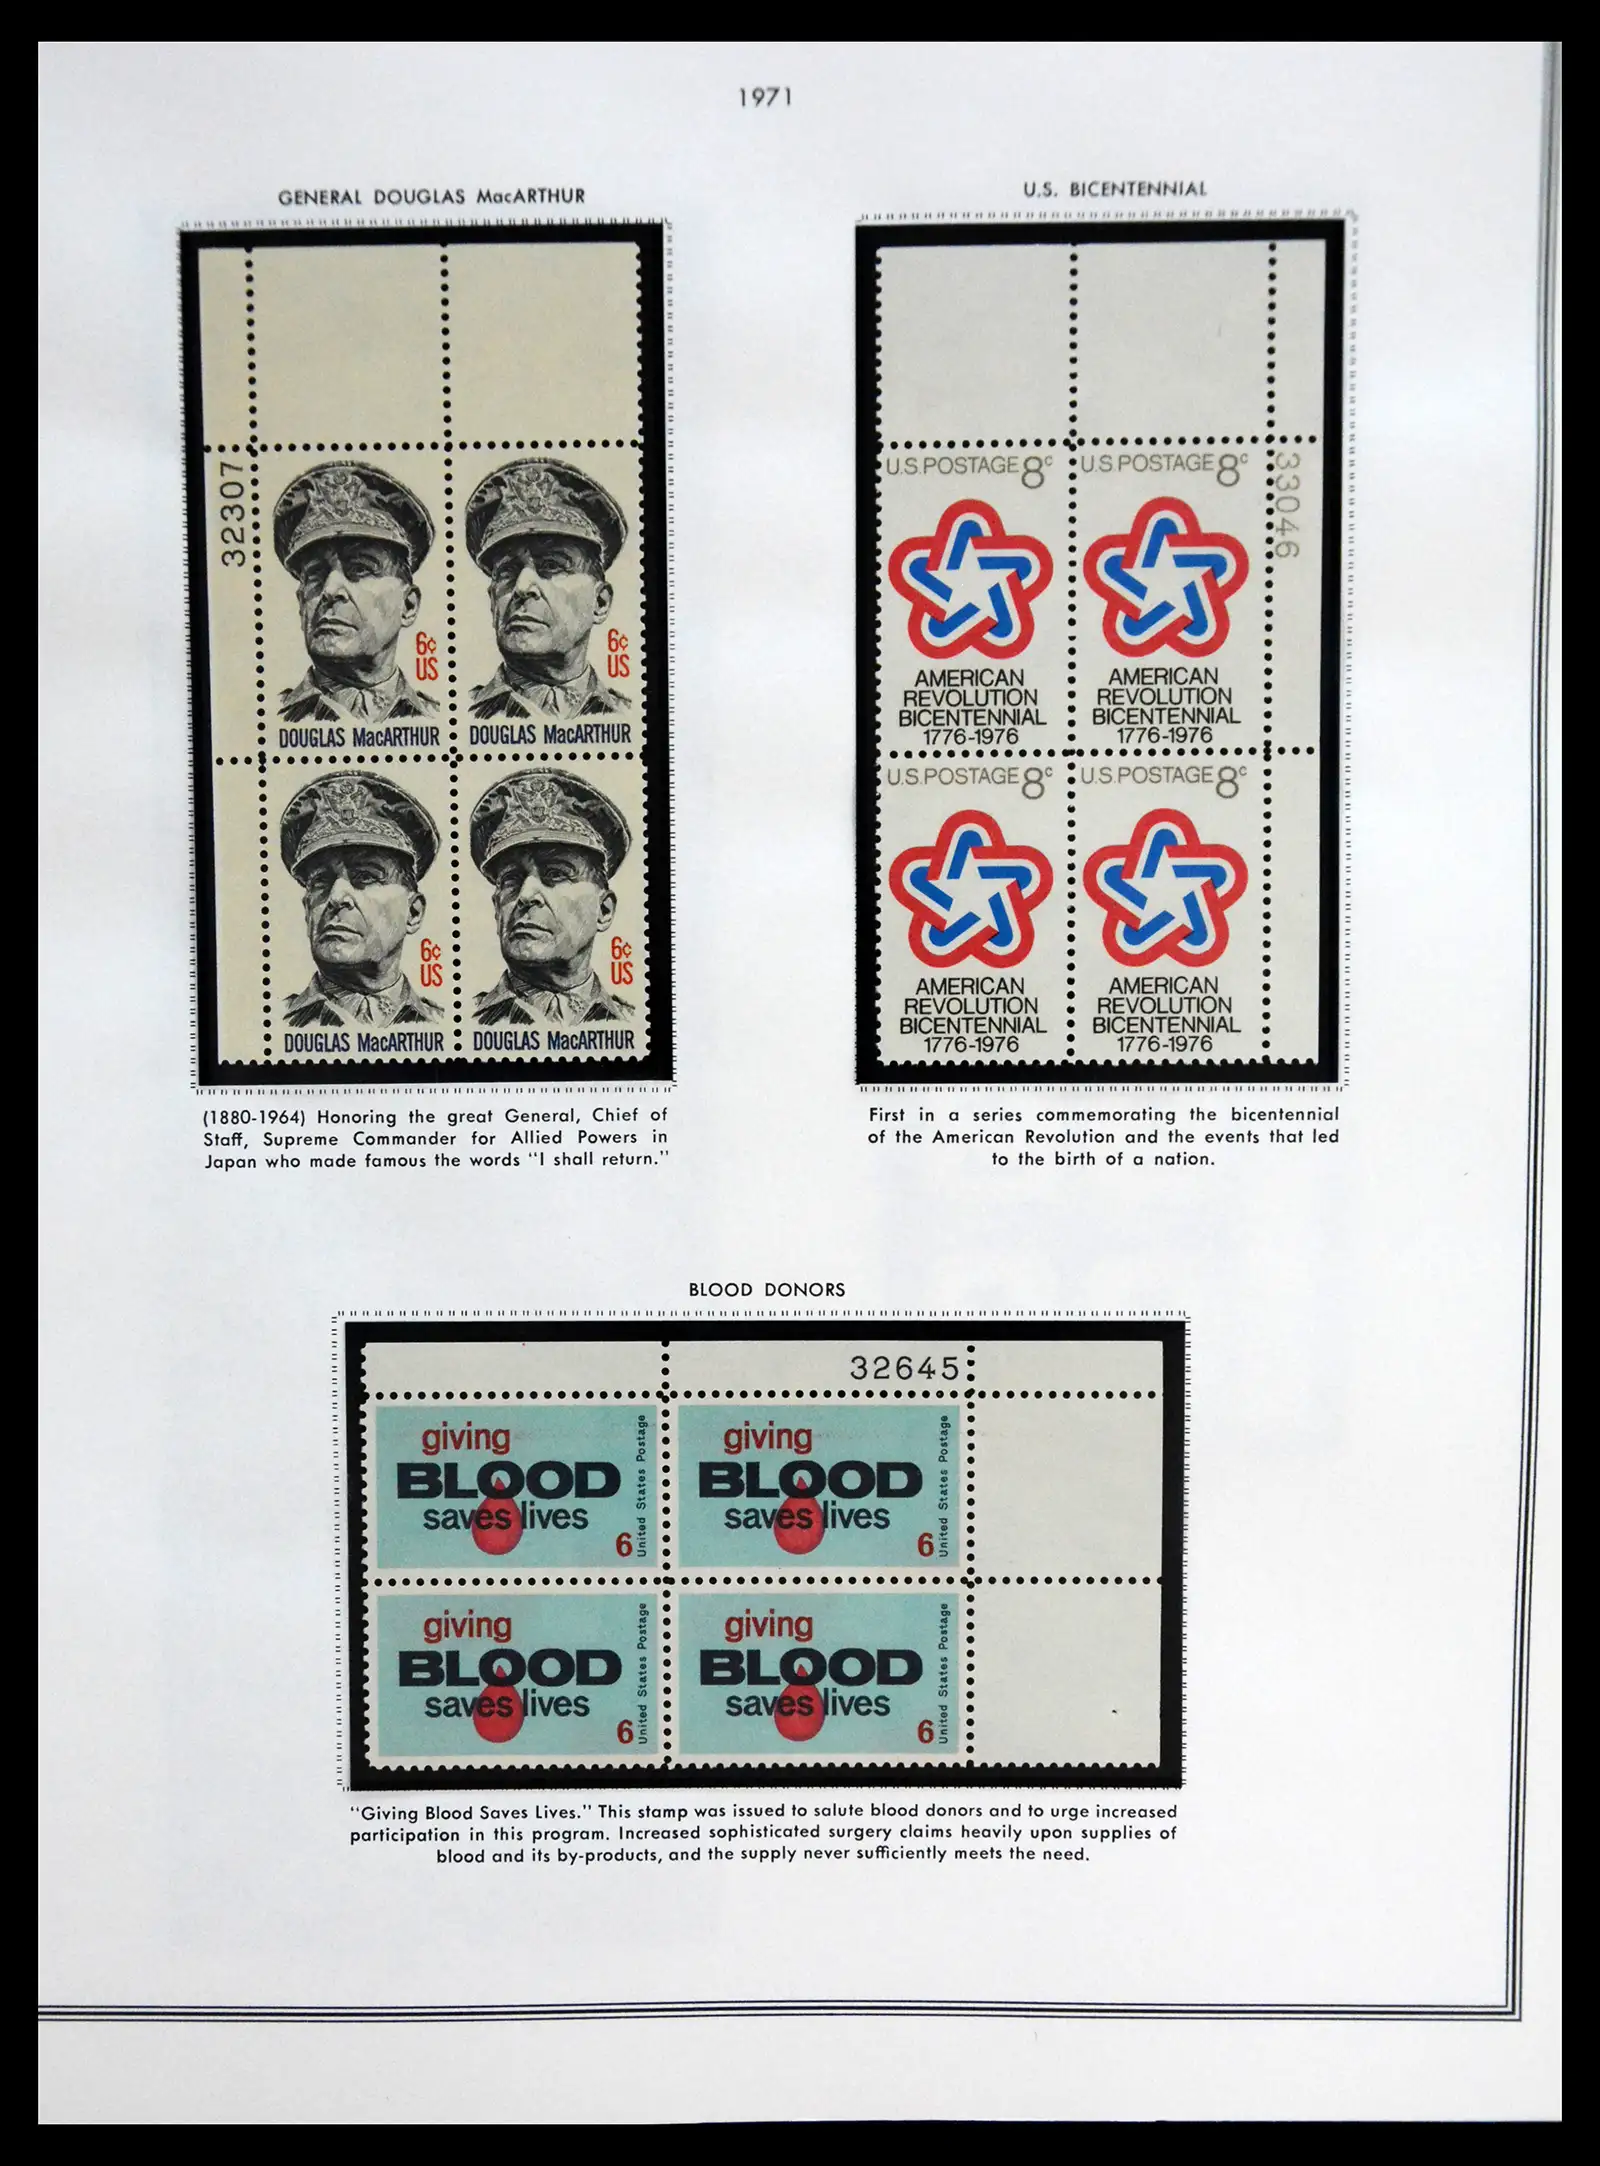 1971
GENERAL DOUGLAS MacARTHUR
32307
6¢
US
DOUGLAS MacARTHUR
6¢
US
DOUGLAS MacARTHUR
6¢
US
DOUGLAS MacARTHUR
6¢
US
DOUGLAS MacARTHUR
(1880-1964) Honoring the great General, Chief of
Staff, Supreme Commander for Allied Powers in
Japan who made famous the words "I shall return."
U.S. BICENTENNIAL
33046
U.S.POSTAGE 8c
AMERICAN
REVOLUTION
BICENTENNIAL
1776-1976
U.S.POSTAGE 8c
AMERICAN
REVOLUTION
BICENTENNIAL
1776-1976
U.S.POSTAGE 8c
AMERICAN
REVOLUTION
BICENTENNIAL
1776-1976
U.S.POSTAGE 8c
AMERICAN
REVOLUTION
BICENTENNIAL
1776-1976
First in a series commemorating the bicentennial
of the American Revolution and the events that led
to the birth of a nation.
BLOOD DONORS
32645
giving
BLOOD
saves lives
6
United States Postage
giving
BLOOD
saves lives
6
United States Postage
giving
BLOOD
saves lives
6
United States Postage
giving
BLOOD
saves lives
6
United States Postage
"Giving Blood Saves Lives." This stamp was issued to salute blood donors and to urge increased
participation in this program. Increased sophisticated surgery claims heavily upon supplies of
blood and its by-products, and the supply never sufficiently meets the need.